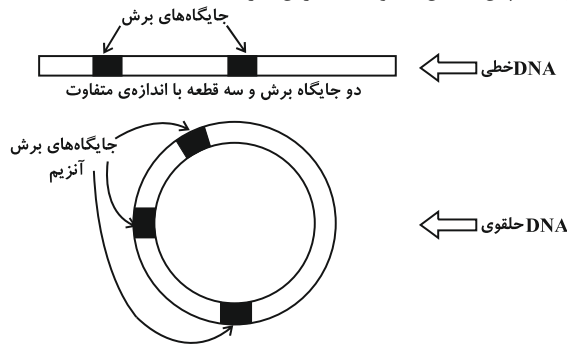 جایگاه‌های برش
DNAخطی
دو جایگاه برش و سه قطعه با اندازه‌ی متفاوت
جایگاه‌های برش
آنزیم
DNAحلقوی